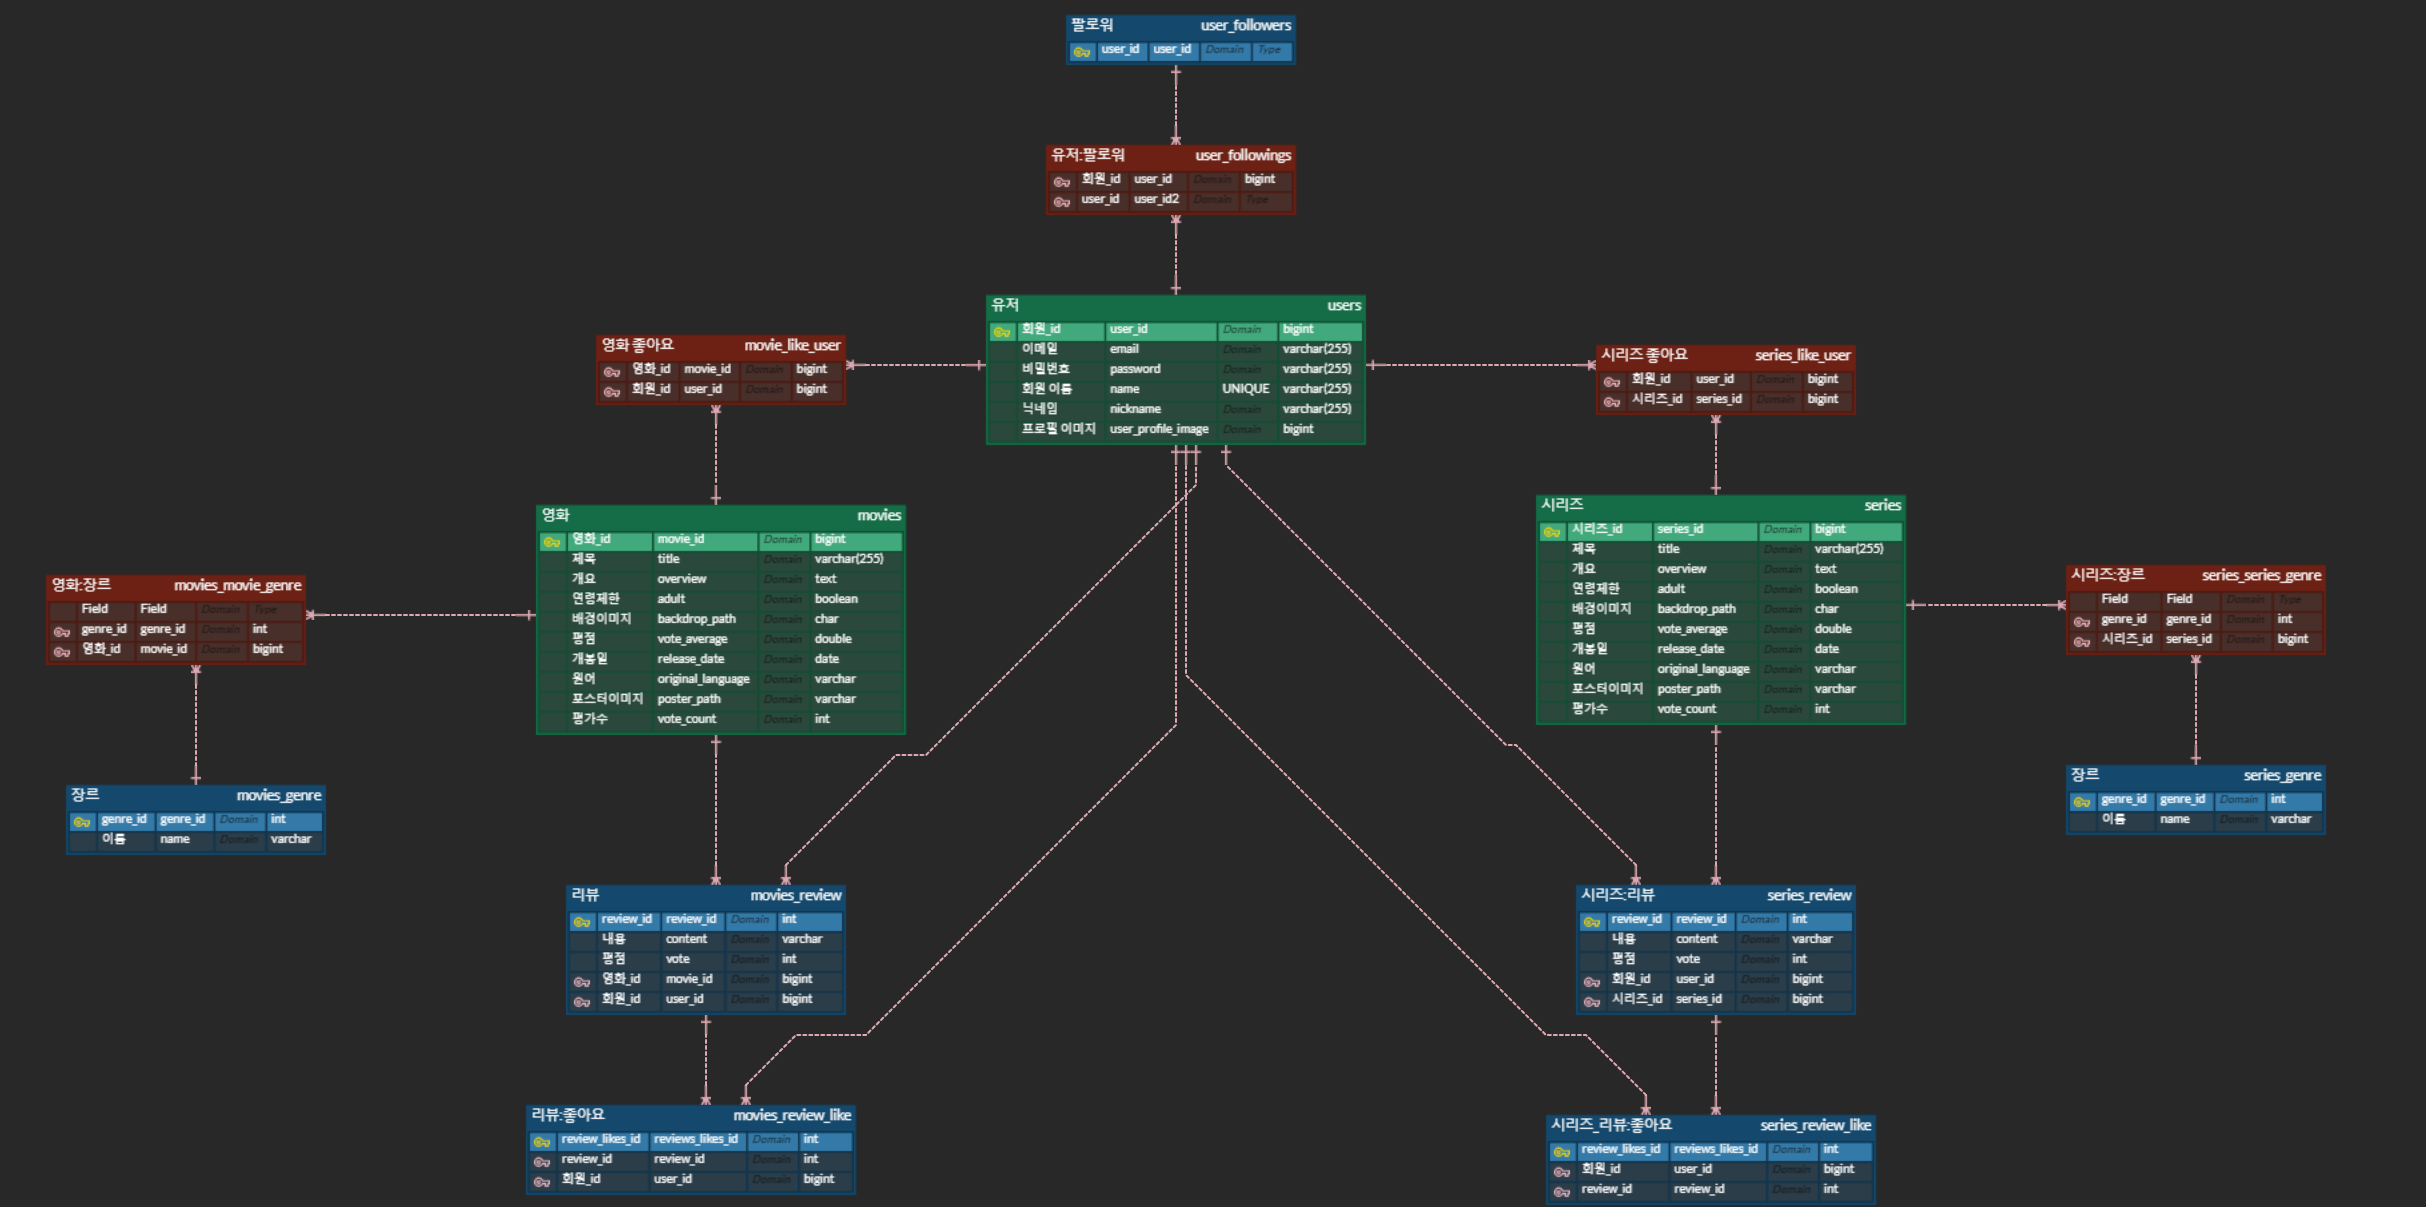 팔로워 user_followers
user_id user_id Domain Type
유저:팔로워 user_followings
회원_id user_id Domain bigint
user_id user_id2 Domain Type
유저 users
회원_id user_id Domain bigint
이메일 email Domain varchar(255)
비밀번호 password Domain varchar(255)
회원 이름 name UNIQUE varchar(255)
닉네임 nickname Domain varchar(255)
프로필 이미지 user_profile_image Domain bigint
영화 좋아요 movie_like_user
영화_id movie_id Domain bigint
회원_id user_id Domain bigint
시리즈 좋아요 series_like_user
회원_id user_id Domain bigint
시리즈_id series_id Domain bigint
영화 movies
영화_id movie_id Domain bigint
제목 title Domain varchar(255)
개요 overview Domain text
연령제한 adult Domain boolean
배경이미지 backdrop_path Domain char
평점 vote_average Domain double
개봉일 release_date Domain date
원어 original_language Domain varchar
포스터이미지 poster_path Domain varchar
평가수 vote_count Domain int
시리즈 series
시리즈_id series_id Domain bigint
제목 title Domain varchar(255)
개요 overview Domain text
연령제한 adult Domain boolean
배경이미지 backdrop_path Domain char
평점 vote_average Domain double
개봉일 release_date Domain date
원어 original_language Domain varchar
포스터이미지 poster_path Domain varchar
평가수 vote_count Domain int
영화:장르 movies_movie_genre
Field Field Domain Type
genre_id genre_id Domain int
영화_id movie_id Domain bigint
시리즈:장르 series_series_genre
Field Field Domain Type
genre_id genre_id Domain int
시리즈_id series_id Domain bigint
장르 movies_genre
genre_id genre_id Domain int
이름 name Domain varchar
장르 series_genre
genre_id genre_id Domain int
이름 name Domain varchar
리뷰 movies_review
review_id review_id Domain int
내용 content Domain varchar
평점 vote Domain int
영화_id movie_id Domain bigint
회원_id user_id Domain bigint
시리즈:리뷰 series_review
review_id review_id Domain int
내용 content Domain varchar
평점 vote Domain int
회원_id user_id Domain bigint
시리즈_id series_id Domain bigint
리뷰:좋아요 movies_review_like
review_likes_id reviews_likes_id Domain int
review_id review_id Domain int
회원_id user_id Domain bigint
시리즈_리뷰:좋아요 series_review_like
review_likes_id reviews_likes_id Domain int
회원_id user_id Domain bigint
review_id review_id Domain int